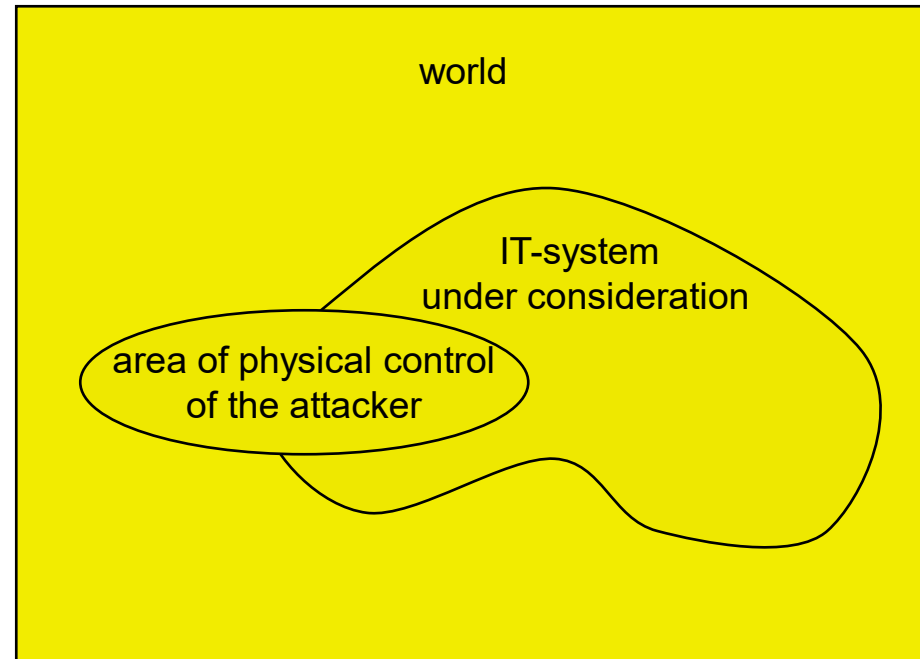 world
IT-system
under consideration
area of physical control
of the attacker